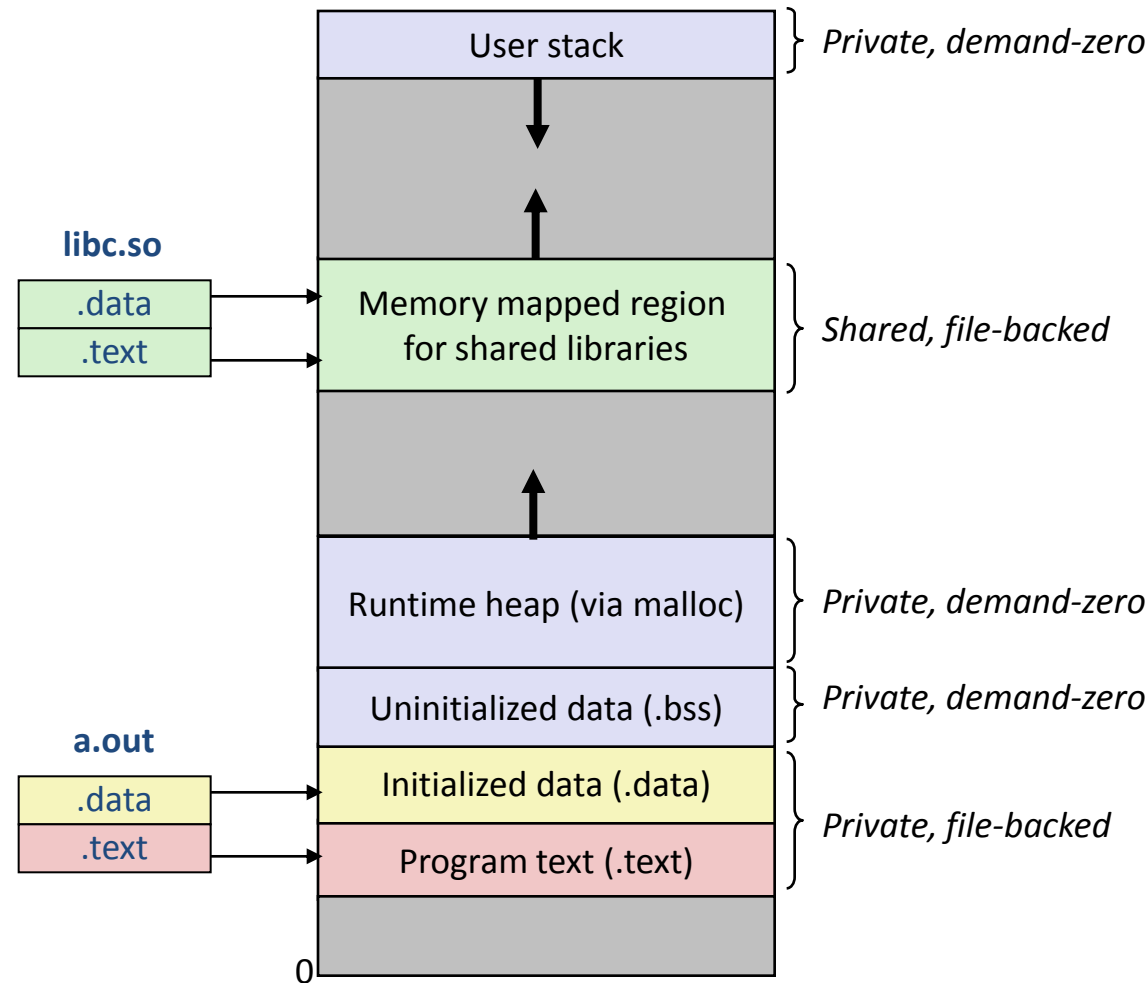 User stack
Private, demand-zero
libc.so
.data
.text
Memory mapped region
for shared libraries
Shared, file-backed
Runtime heap (via malloc)
Private, demand-zero
Uninitialized data (.bss)
Private, demand-zero
a.out
.data
.text
Initialized data (.data)
Program text (.text)
Private, file-backed
0